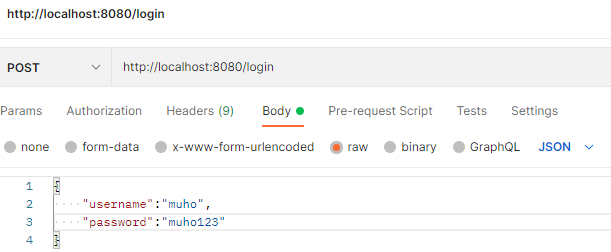 http://localhost:8080/login
POST http://localhost:8080/login
Params Authorization Headers (9) Body Pre-request Script Tests Settings
none form-data x-www-form-urlencoded raw binary GraphQL JSON
1 {
2 ····"username":"muho",
3 ····"password":"muho123"
4 }